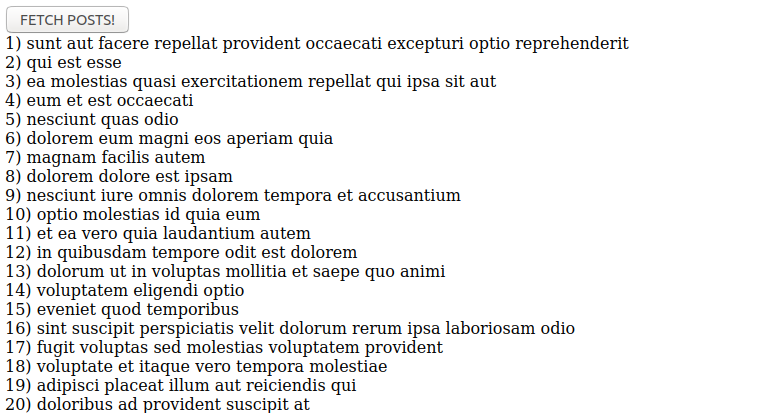 FETCH POSTS!
1) sunt aut facere repellat provident occaecati excepturi optio reprehenderit
2) qui est esse
3) ea molestias quasi exercitationem repellat qui ipsa sit aut
4) eum et est occaecati
5) nesciunt quas odio
6) dolorem eum magni eos aperiam quia
7) magnam facilis autem
8) dolorem dolore est ipsam
9) nesciunt iure omnis dolorem tempora et accusantium
10) optio molestias id quia eum
11) et ea vero quia laudantium autem
12) in quibusdam tempore odit est dolorem
13) dolorum ut in voluptas mollitia et saepe quo animi
14) voluptatem eligendi optio
15) eveniet quod temporibus
16) sint suscipit perspiciatis velit dolorum rerum ipsa laboriosam odio
17) fugit voluptas sed molestias voluptatem provident
18) voluptate et itaque vero tempora molestiae
19) adipisci placeat illum aut reiciendis qui
20) doloribus ad provident suscipit at